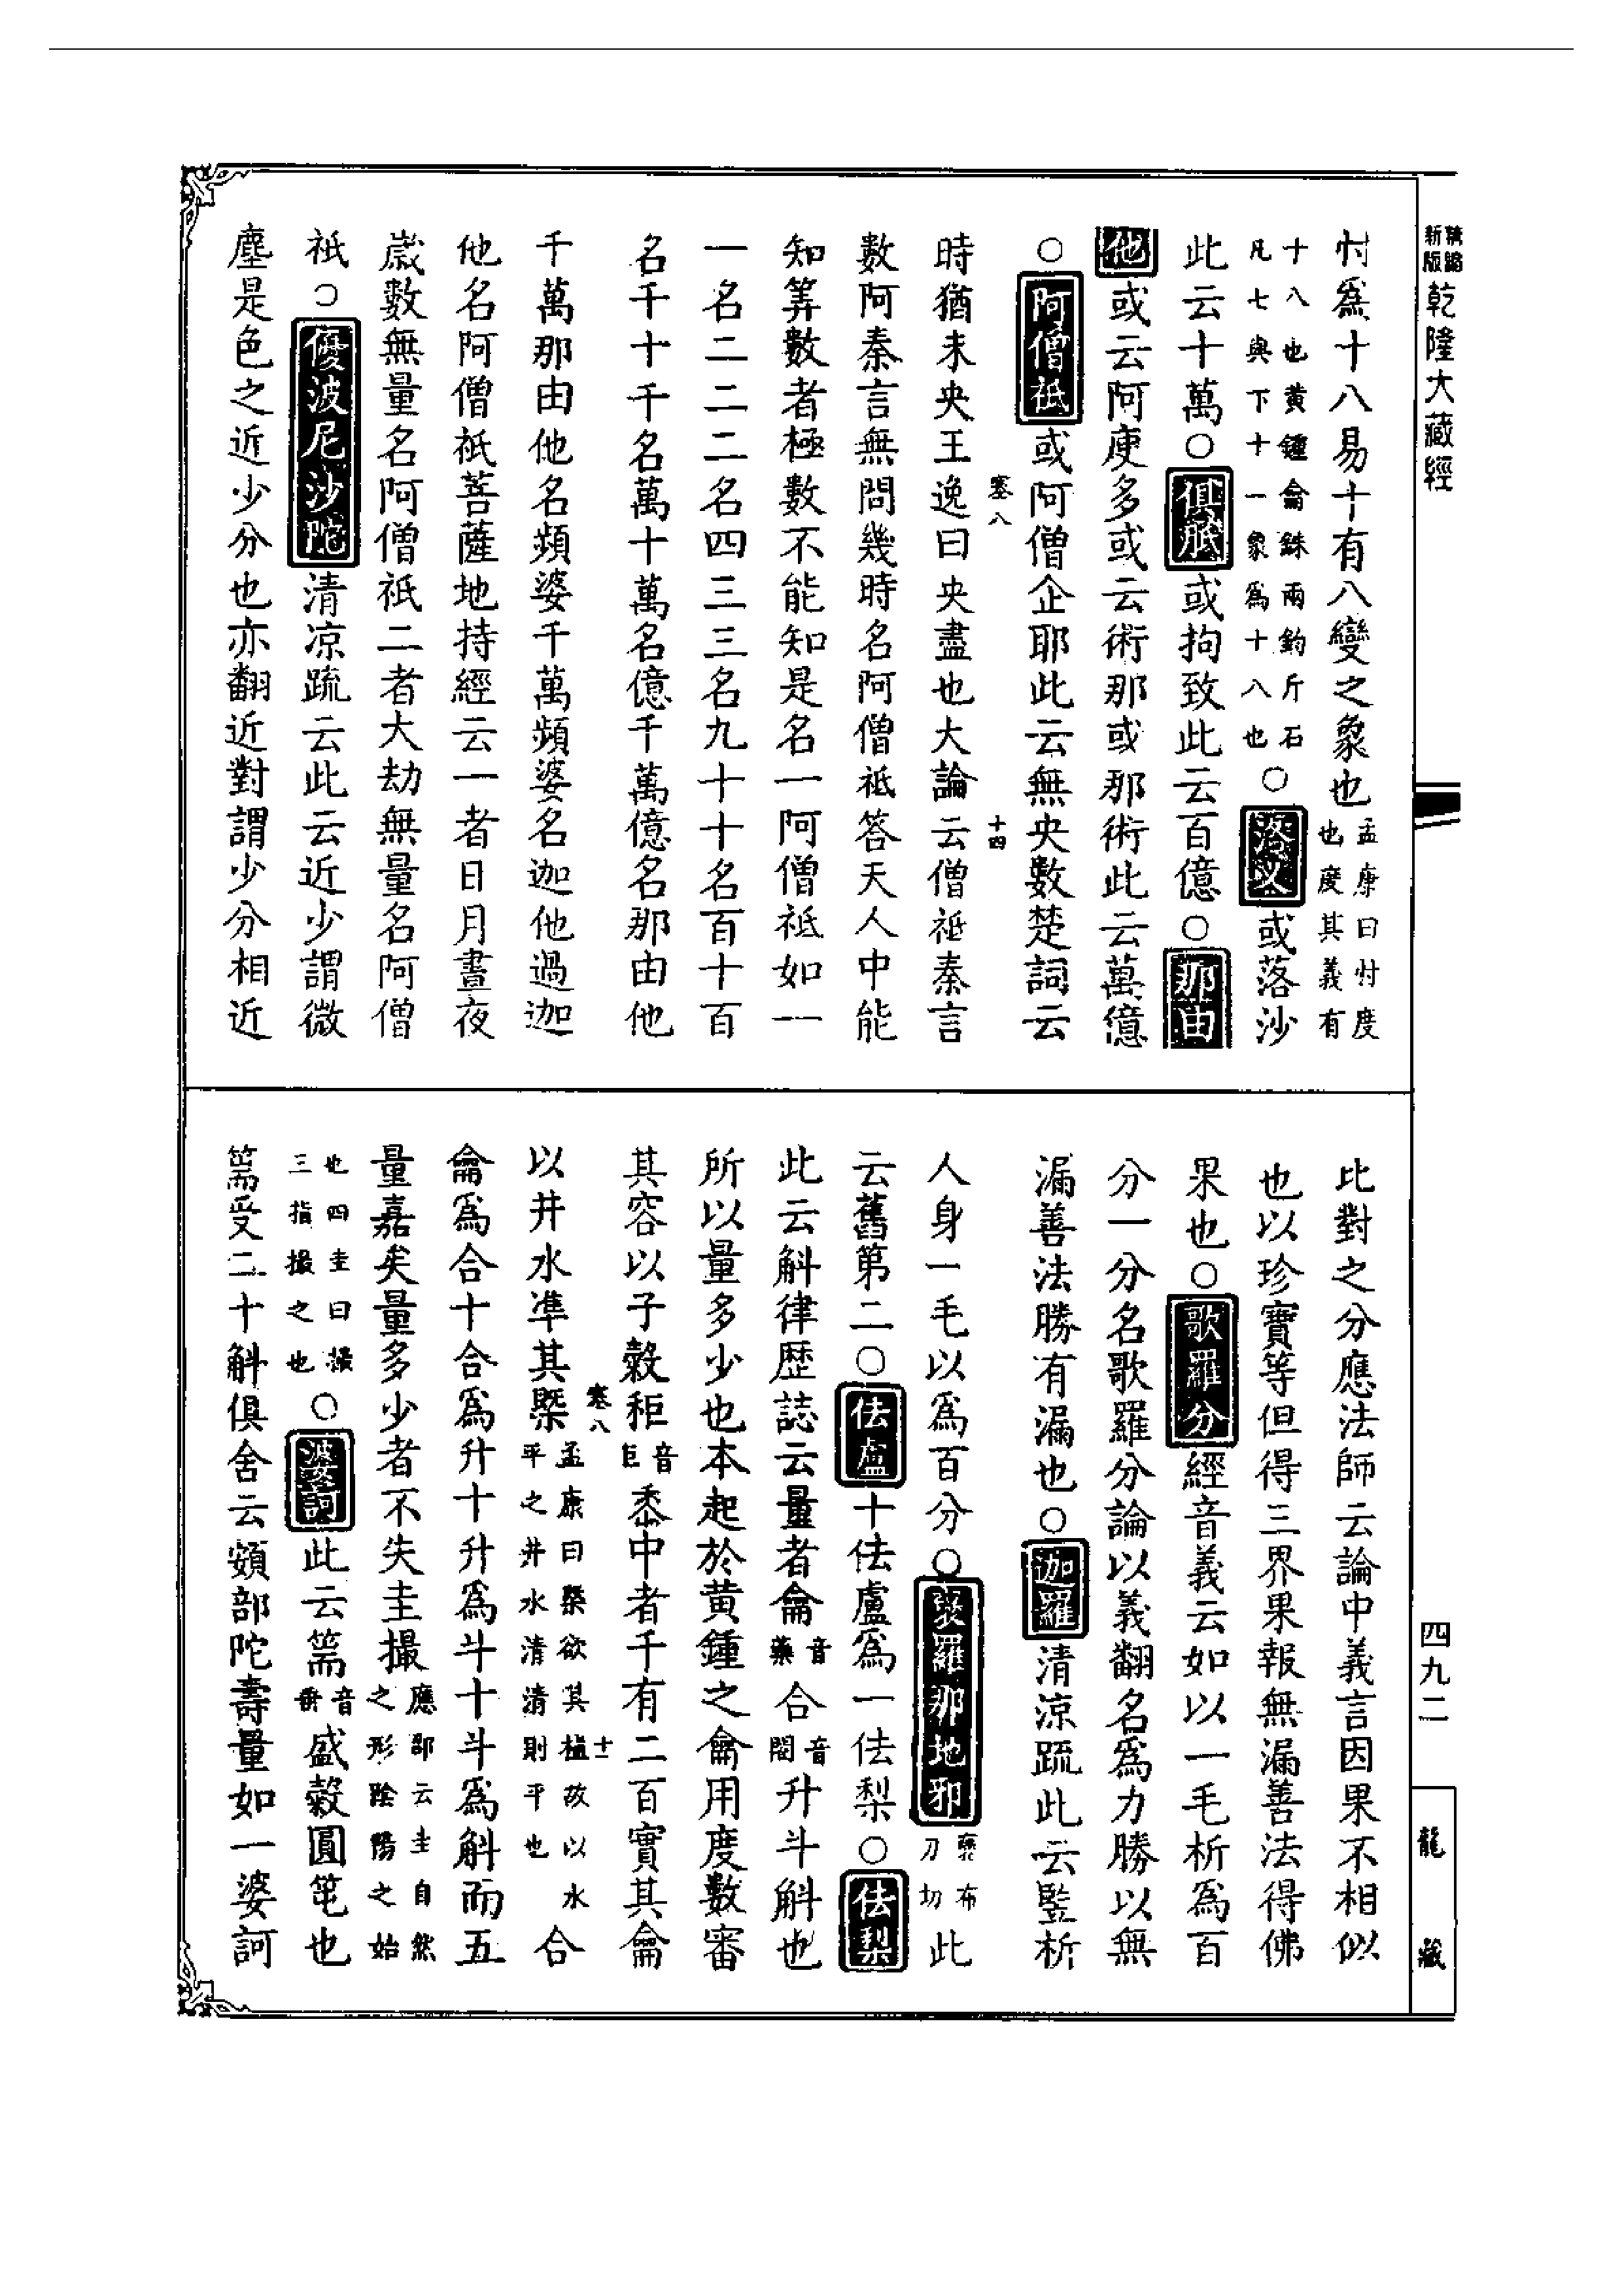 新版
乾隆大藏經
忖爲十八易十有八變之象也孟康曰忖度也度其義有
十八也黃鍾龠銖兩鈞斤石凡七與下十一象爲十八也○落叉或落沙
此云十萬○俱胝或拘致此云百億○那由
他或云阿庾多或云術那或那術此云萬億
○阿僧祇或阿僧企耶此云無央數楚詞云
時猶未央王逸曰央盡也大論云僧祇秦言
數阿秦言無問幾時名阿僧祇答天人中能
知筭數者極數不能知是名一阿僧祇如一
一名二二二名四三三名九十十名百十百
名千十千名萬十萬名億千萬億名那由他
千萬那由他名頻婆千萬頻婆名迦他過迦
他名阿僧祇菩薩地持經云一者日月晝夜
歲數無量名阿僧祇二者大劫無量名阿僧
祇○優波尼沙陀清凉疏云此云近少謂微
塵是色之近少分也亦翻近對謂少分相近
塞八
十四
比對之分應法師云論中義言因果不相似
也以珍寶等但得三界果報無漏善法得佛
果也○歌羅分經音義云如以一毛析爲百
分一分名歌羅分論以義翻名爲力勝以無
漏善法勝有漏也○伽羅清涼疏此云豎析
人身一毛以爲百分○裒羅那地邪褒布刀切此
云舊第二○佉盧十佉盧爲一佉梨○佉梨
此云斛律歷誌云量者龠音藥合音閤升斗斛也
所以量多少也本起於黃鍾之龠用度數審
其容以子穀秬音巨黍中者千有二百實其龠
以井水準其槩孟康曰槩欲其植故以水平之井水清清則平也合
龠爲合十合爲升十升爲斗十斗爲斛而五
量嘉矣量多少者不失圭撮應邵云圭自然之形陰陽之始
也四圭曰撮三指撮之也○婆訶此云篅音垂盛穀圓笹也
篅受二十斛俱舍云頞部陀壽量如一婆訶
塞八
十二
四九二
龍藏